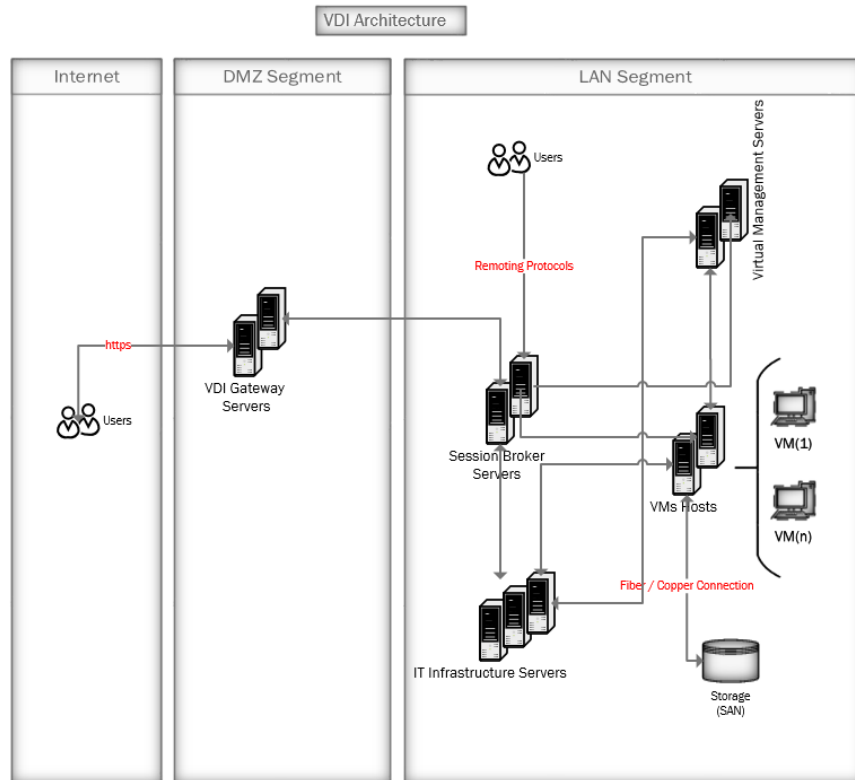 VDI Architecture
Internet
DMZ Segment
LAN Segment
Users
Virtual Management Servers
Remoting Protocols
https
VDI Gateway
Servers
Users
Session Broker
Servers
VMs Hosts
VM(1)
VM(n)
Fiber / Copper Connection
IT Infrastructure Servers
Storage
(SAN)